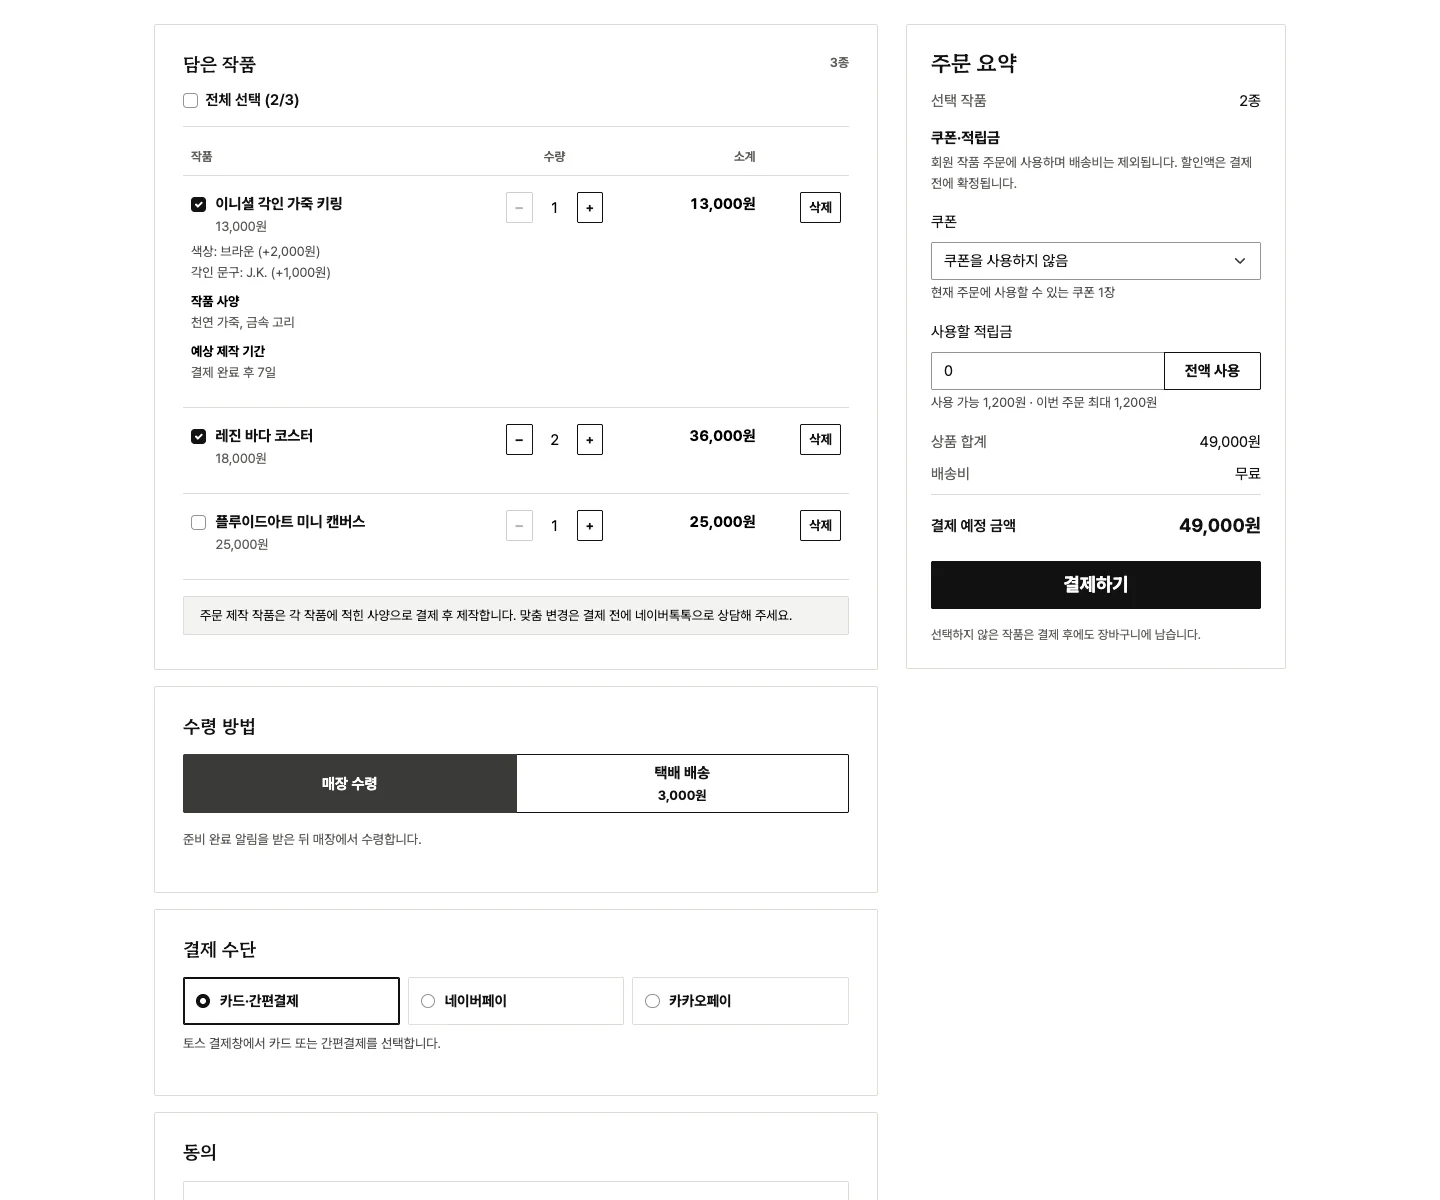 담은 작품
3종
전체 선택 (2/3)
작품 수량 소계
이니셜 각인 가죽 키링 − 1 + 13,000원 삭제
13,000원
색상: 브라운 (+2,000원)
각인 문구: J.K. (+1,000원)
작품 사양
천연 가죽, 금속 고리
예상 제작 기간
결제 완료 후 7일
레진 바다 코스터 − 2 + 36,000원 삭제
18,000원
플루이드아트 미니 캔버스 − 1 + 25,000원 삭제
25,000원
주문 제작 작품은 각 작품에 적힌 사양으로 결제 후 제작합니다. 맞춤 변경은 결제 전에 네이버톡톡으로 상담해 주세요.
수령 방법
매장 수령
택배 배송
3,000원
준비 완료 알림을 받은 뒤 매장에서 수령합니다.
결제 수단
카드·간편결제 네이버페이 카카오페이
토스 결제창에서 카드 또는 간편결제를 선택합니다.
동의
주문 요약
선택 작품 2종
쿠폰·적립금
회원 작품 주문에 사용하며 배송비는 제외됩니다. 할인액은 결제
전에 확정됩니다.
쿠폰
쿠폰을 사용하지 않음
현재 주문에 사용할 수 있는 쿠폰 1장
사용할 적립금
0 전액 사용
사용 가능 1,200원 · 이번 주문 최대 1,200원
상품 합계 49,000원
배송비 무료
결제 예정 금액 49,000원
결제하기
선택하지 않은 작품은 결제 후에도 장바구니에 남습니다.